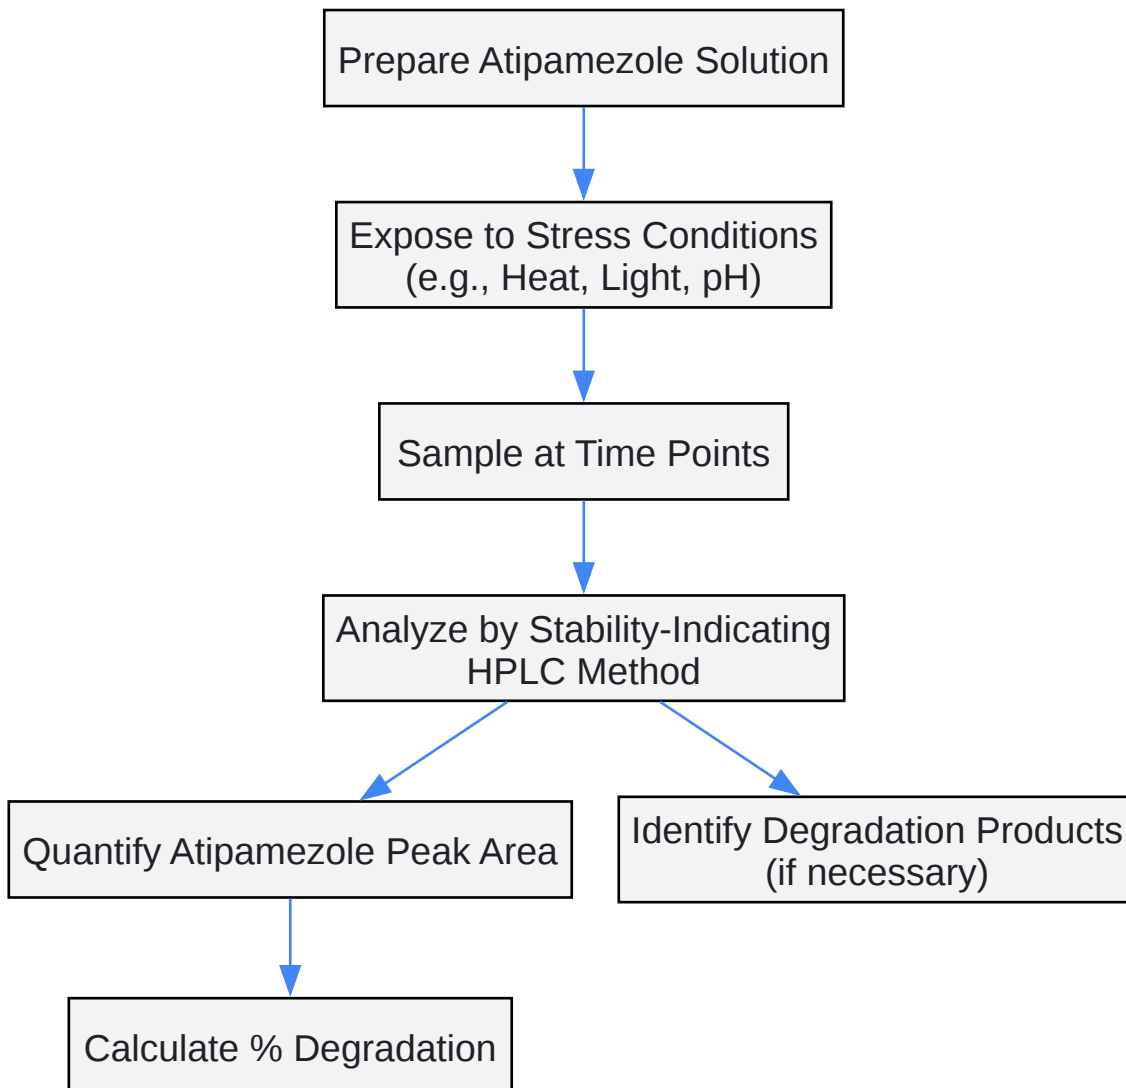 Prepare Atipamezole Solution
Expose to Stress Conditions
(e.g., Heat, Light, pH)
Sample at Time Points
Analyze by Stability-Indicating
HPLC Method
Quantify Atipamezole Peak Area
Identify Degradation Products
(if necessary)
Calculate % Degradation